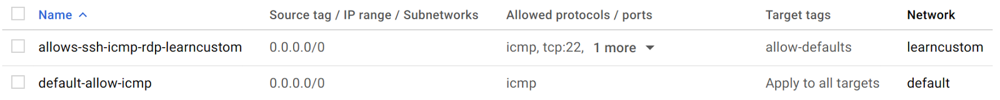 Name Source tag / IP range / Subnetworks Allowed protocols / ports Target tags Network
allows-ssh-icmp-rdp-learncustom 0.0.0.0/0 icmp, tcp:22, 1 more allow-defaults learncustom
default-allow-icmp 0.0.0.0/0 icmp Apply to all targets default